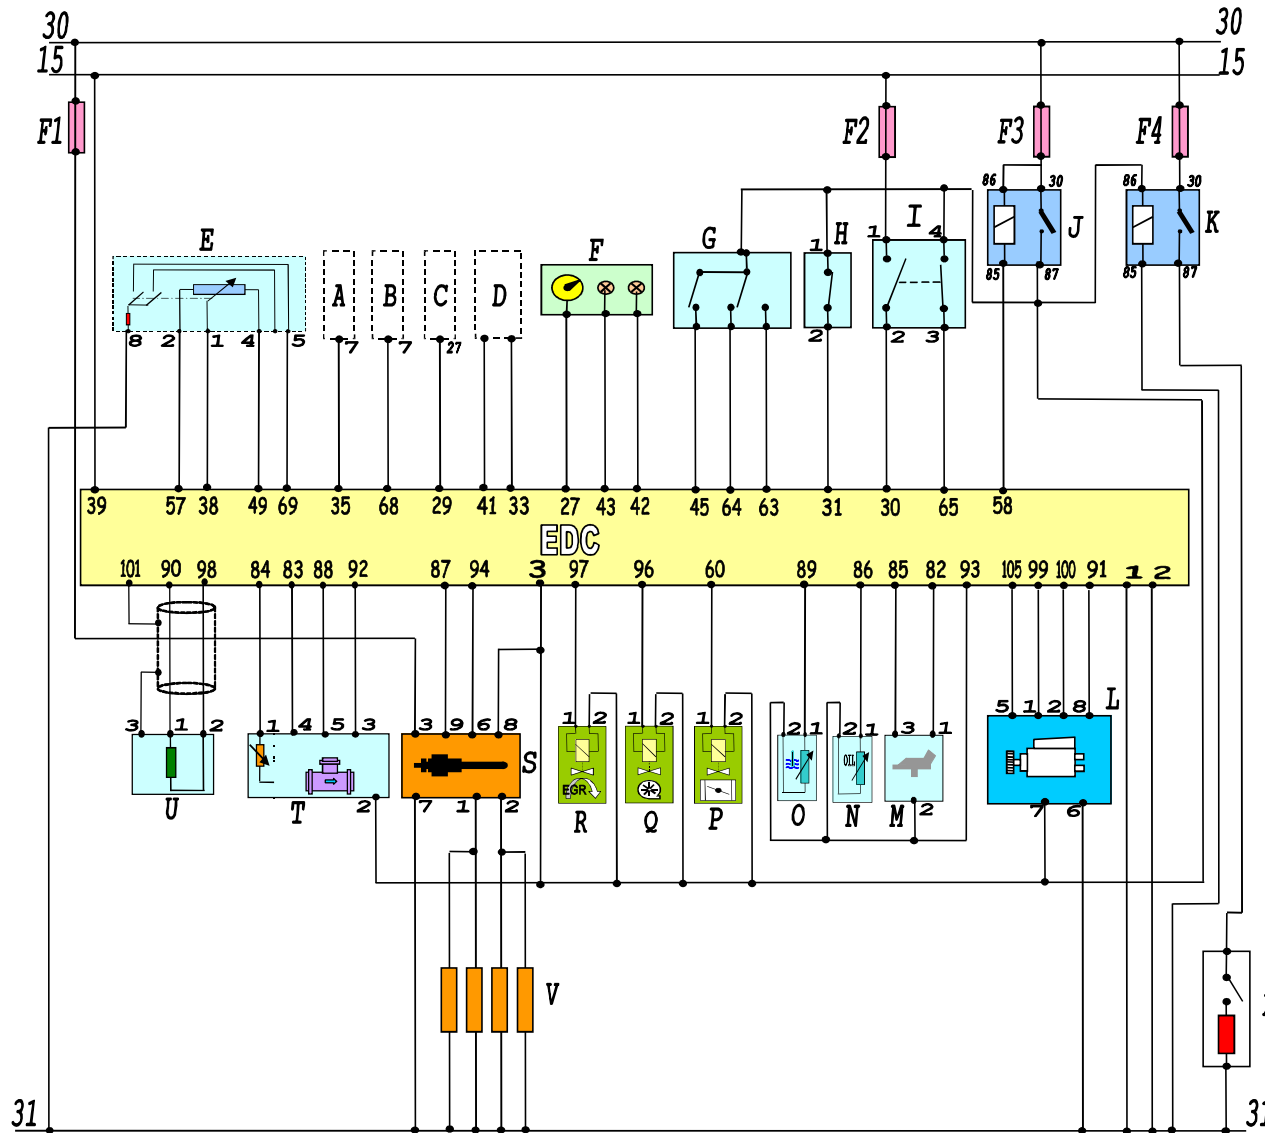 30 30
15 15
F1 F2 F3 F4
86 30 86 30
E G H I J K
F
1 1 4
85 87 85 87
A B C D
8 2 1 4 5 7 7 27 2 2 3
39 57 38 49 69 35 68 29 41 33 27 43 42 45 64 63 31 30 65 58
EDC
101 90 98 84 83 88 92 87 94 3 97 96 60 89 86 85 82 93 105 99 100 91 1 2
L
5 1 2 8
3 1 2 1 4 5 3 3 9 6 8 1 2 1 2 1 2 2 1 2 1 3 1
S
OIL
EGR
U T 2 7 1 2 R Q P O N M 2 7 6
V
31 31